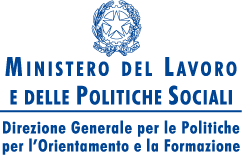 MINISTERO DEL LAVORO
E DELLE POLITICHE SOCIALI
Direzione Generale per le Politiche
per l'Orientamento e la Formazione